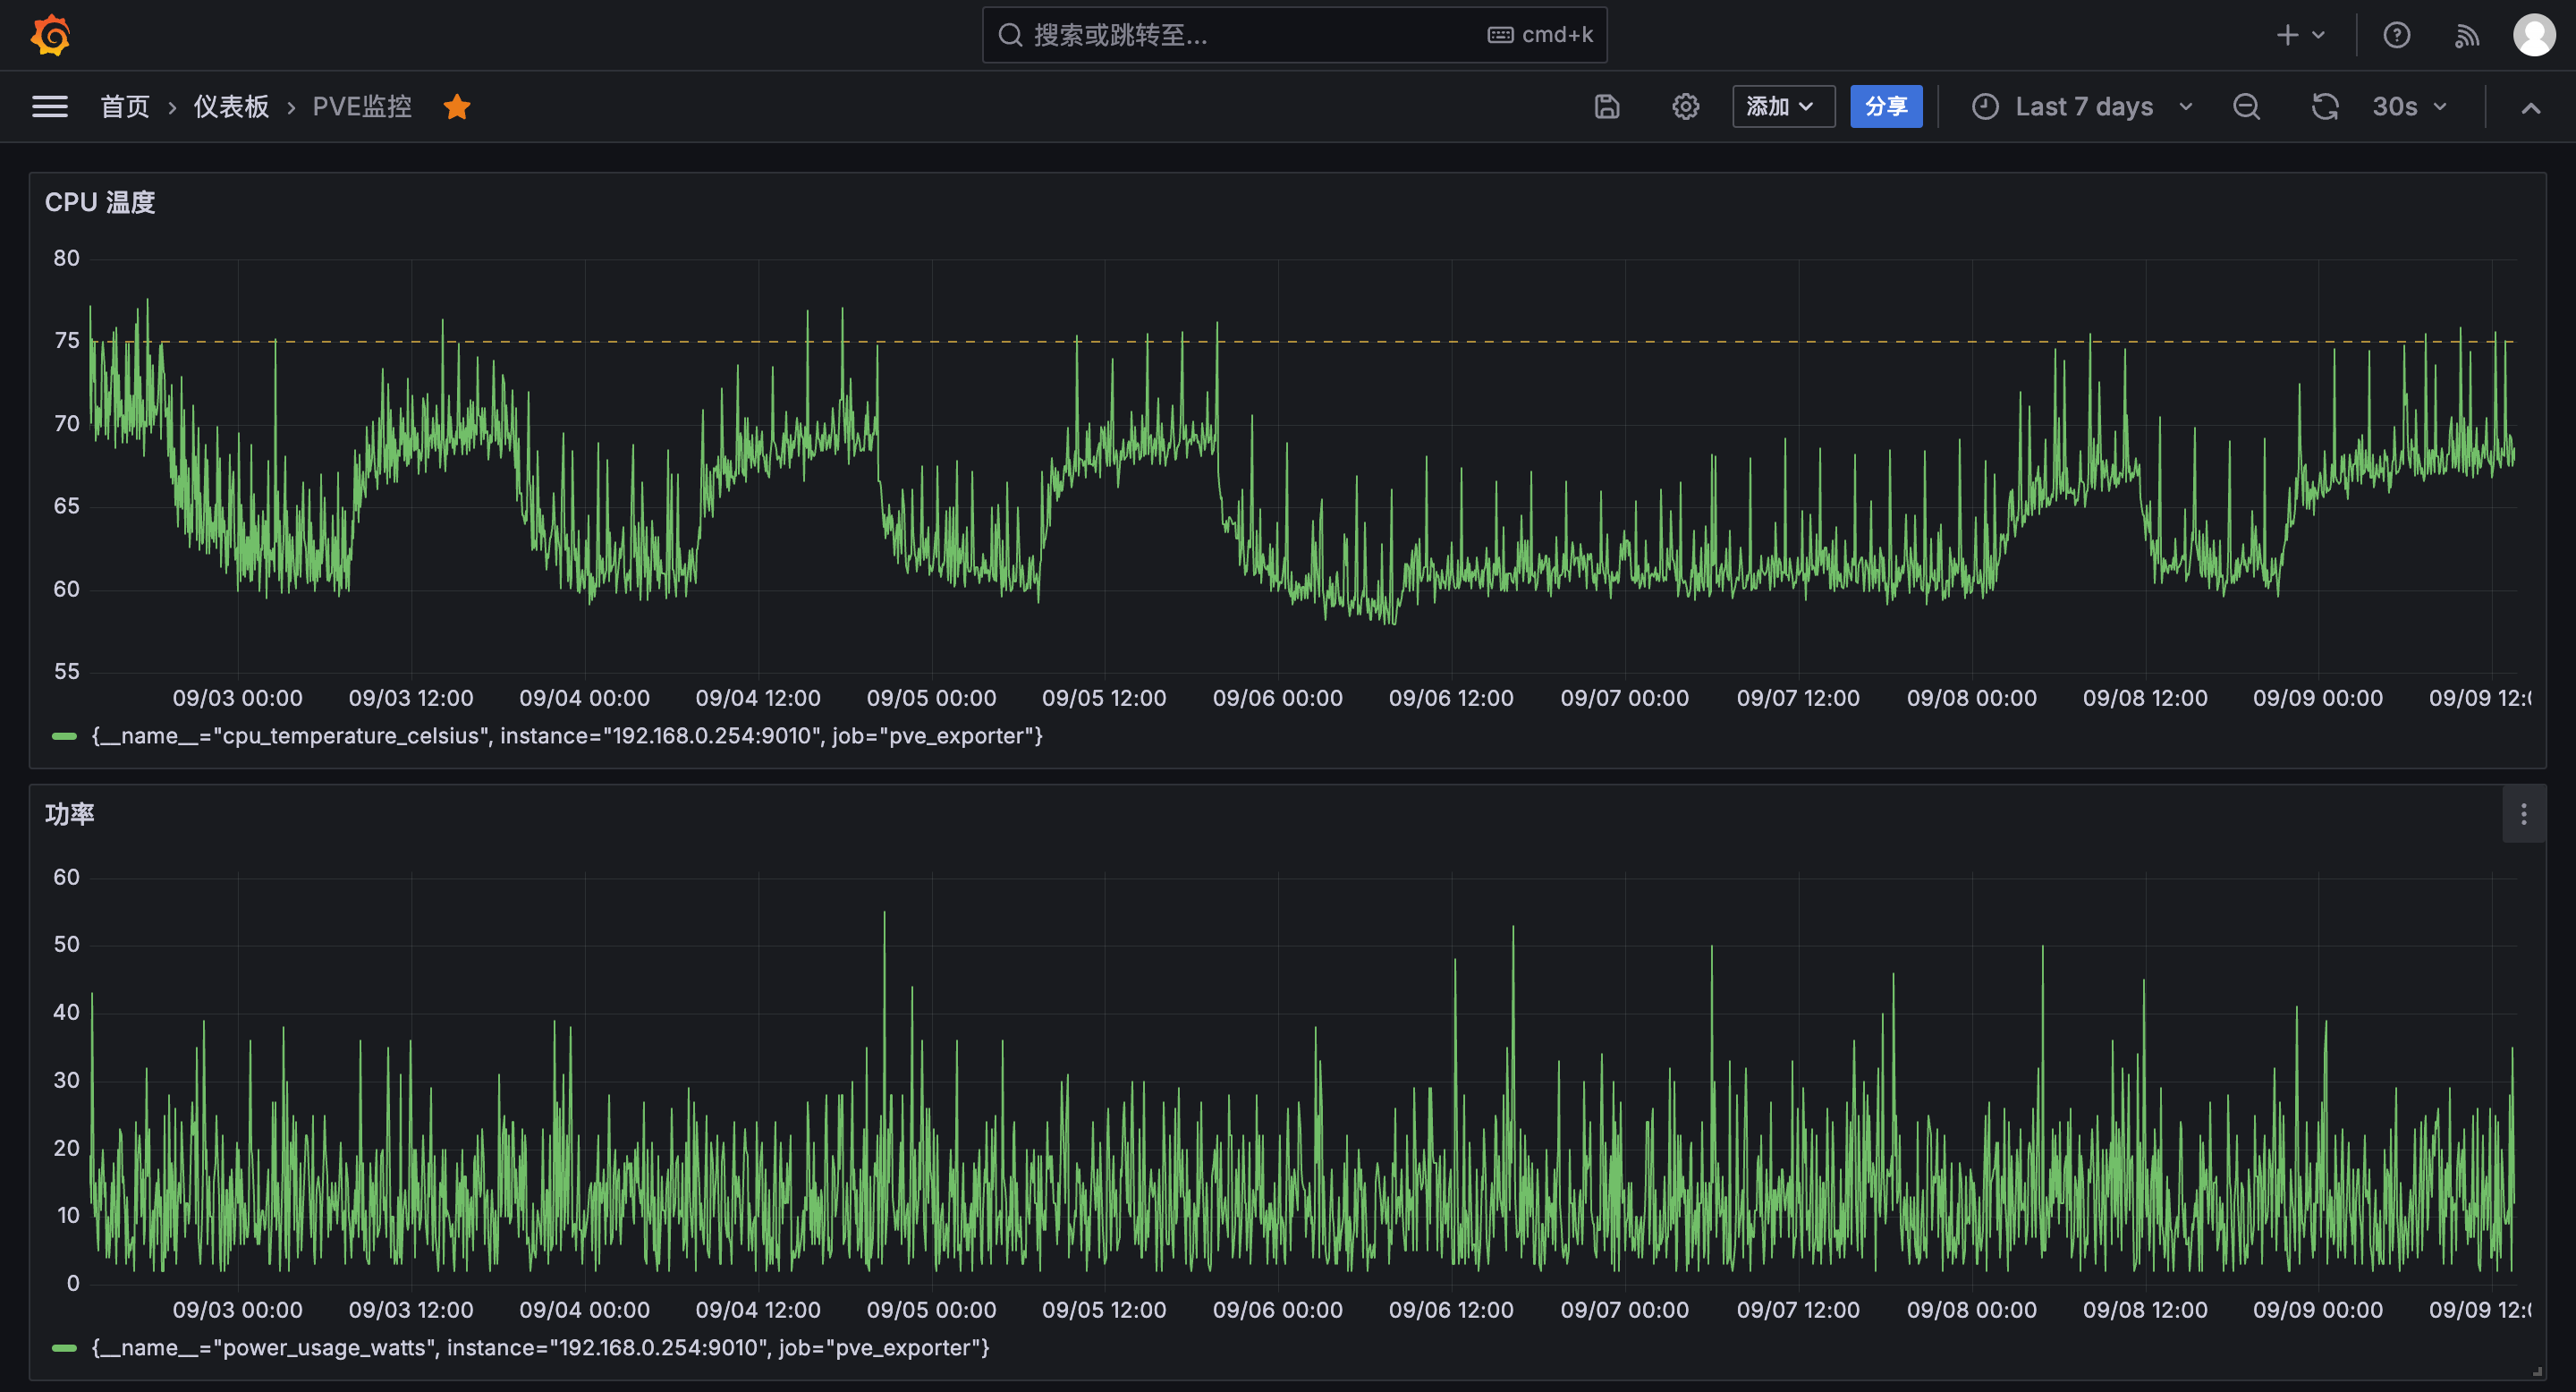 搜索或跳转至... cmd+k
首页 › 仪表板 › PVE监控 添加 分享 Last 7 days 30s
CPU 温度
80
75
70
65
60
55
09/03 00:00 09/03 12:00 09/04 00:00 09/04 12:00 09/05 00:00 09/05 12:00 09/06 00:00 09/06 12:00 09/07 00:00 09/07 12:00 09/08 00:00 09/08 12:00 09/09 00:00 09/09 12:0
{__name__="cpu_temperature_celsius", instance="192.168.0.254:9010", job="pve_exporter"}
功率
60
50
40
30
20
10
0
09/03 00:00 09/03 12:00 09/04 00:00 09/04 12:00 09/05 00:00 09/05 12:00 09/06 00:00 09/06 12:00 09/07 00:00 09/07 12:00 09/08 00:00 09/08 12:00 09/09 00:00 09/09 12:0
{__name__="power_usage_watts", instance="192.168.0.254:9010", job="pve_exporter"}